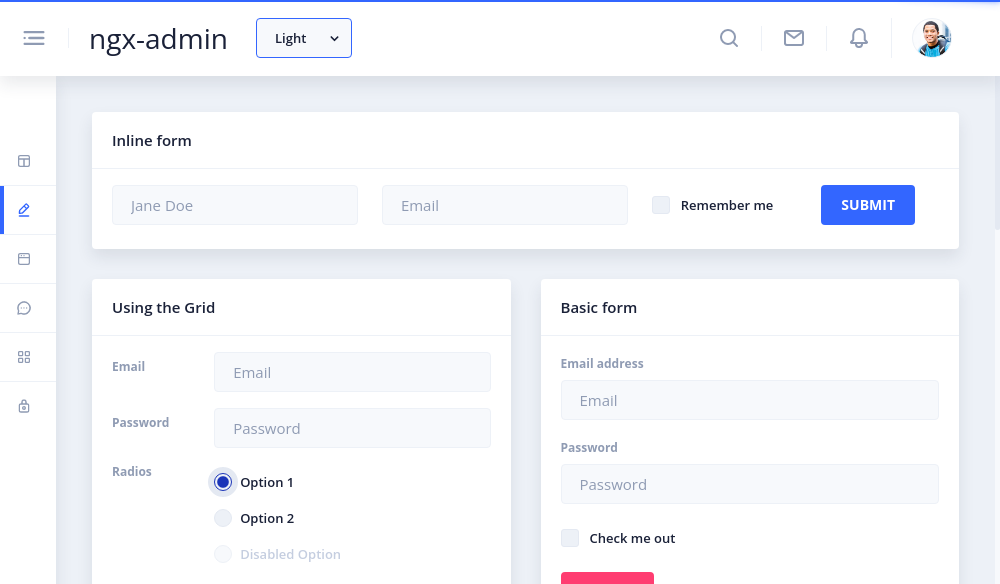 ngx-admin
Light
Inline form
Jane Doe
Email
Remember me
SUBMIT
Using the Grid
Email
Email
Password
Password
Radios
Option 1
Option 2
Disabled Option
Basic form
Email address
Email
Password
Password
Check me out